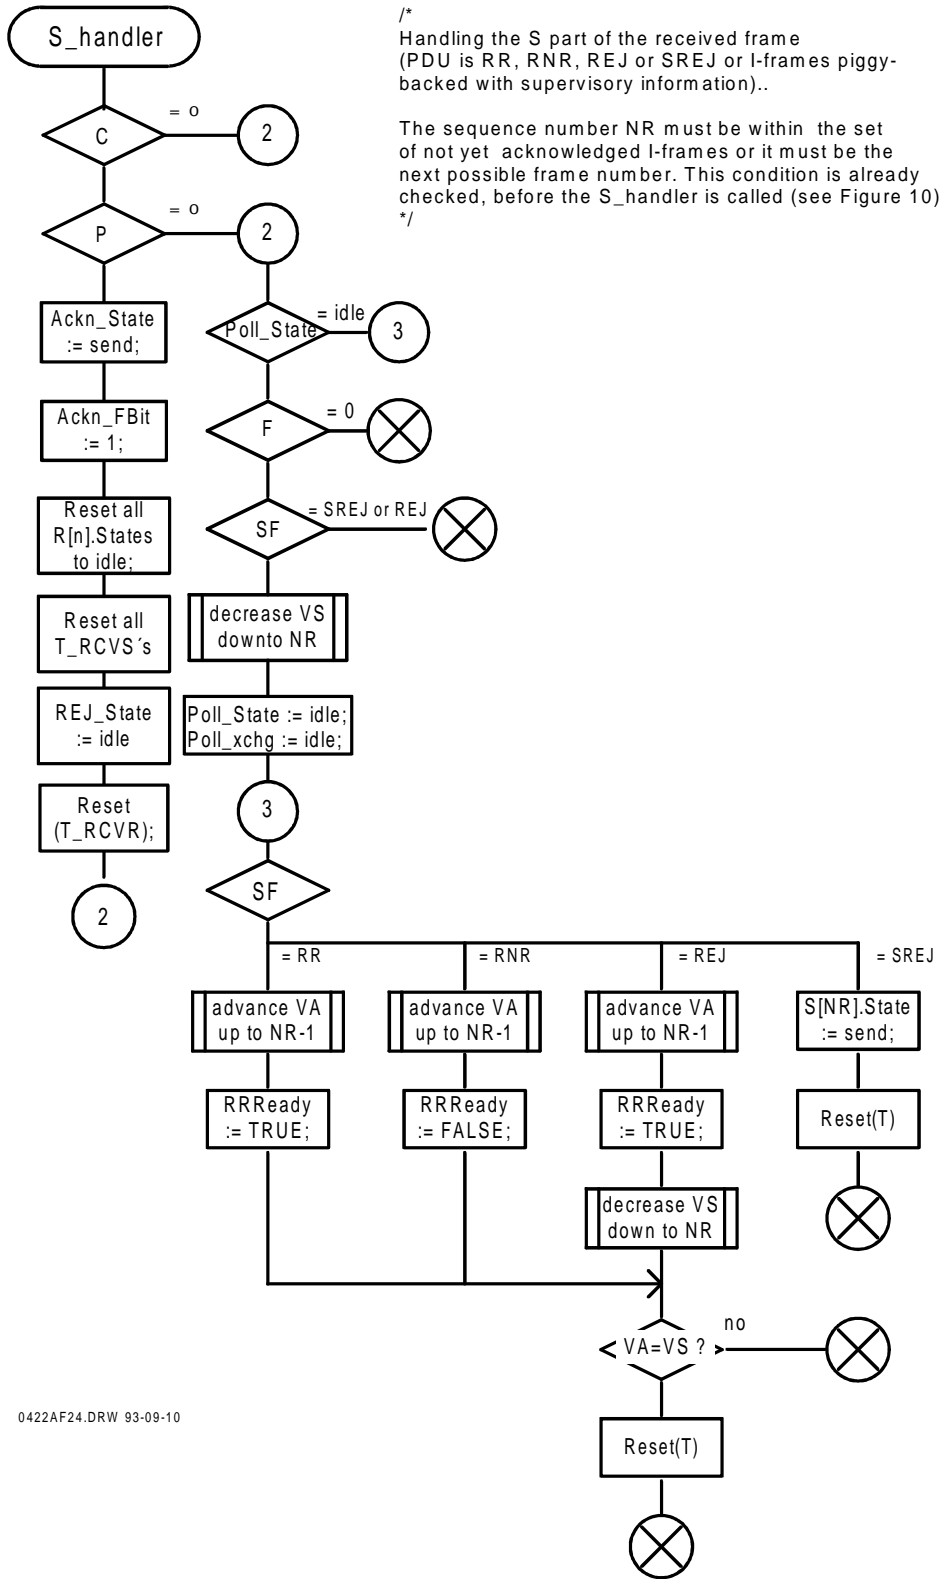 S_handler
/*
Handling the S part of the received frame
(PDU is RR, RNR, REJ or SREJ or I-frames piggy-
backed with supervisory information)..
The sequence number NR must be within the set
of not yet acknowledged I-frames or it must be the
next possible frame number. This condition is already
checked, before the S_handler is called (see Figure 10)
*/
C
= 0
2
P
= 0
2
Ackn_State
:= send;
Ackn_FBit
:= 1;
Reset all
R[n].States
to idle;
Reset all
T_RCVS´s
REJ_State
:= idle
Reset
(T_RCVR);
2
Poll_State
= idle
3
F
= 0
SF
= SREJ or REJ
decrease VS
downto NR
Poll_State := idle;
Poll_xchg := idle;
3
SF
= RR
= RNR
= REJ
= SREJ
advance VA
up to NR-1
advance VA
up to NR-1
advance VA
up to NR-1
S[NR].State
:= send;
RRReady
:= TRUE;
RRReady
:= FALSE;
RRReady
:= TRUE;
Reset(T)
decrease VS
down to NR
VA=VS ?
no
Reset(T)
0422AF24.DRW 93-09-10